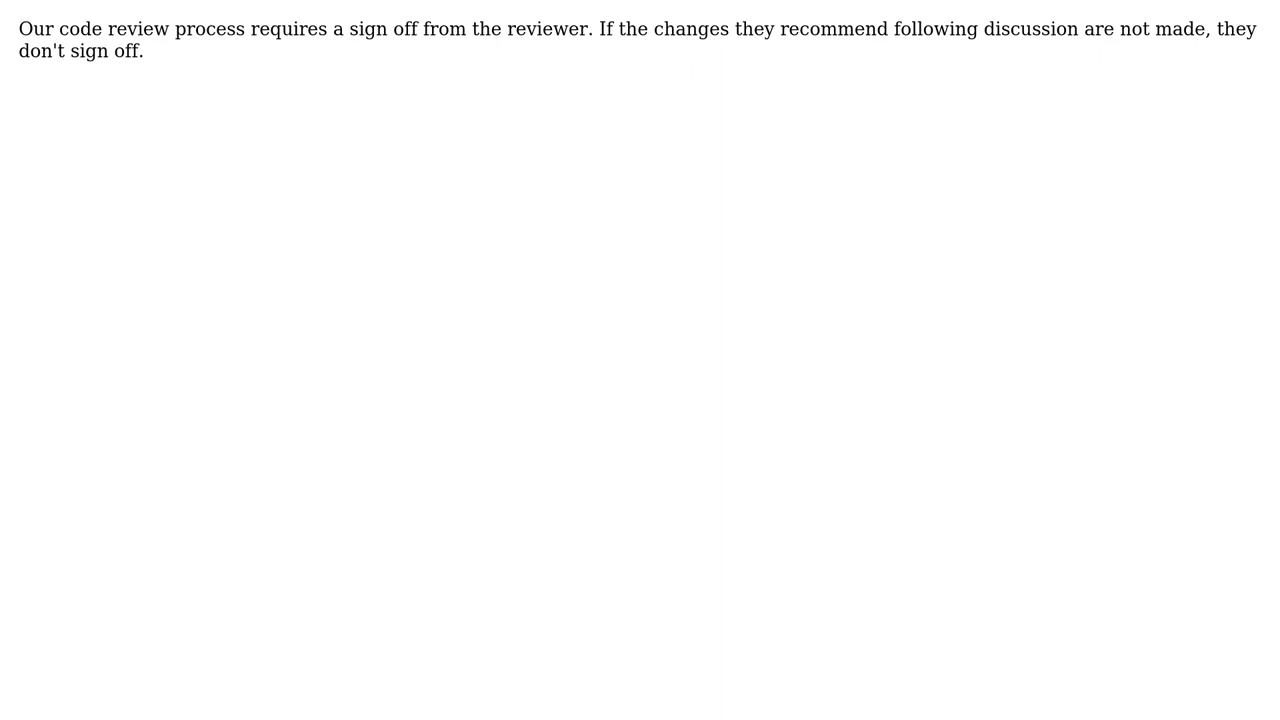 Our code review process requires a sign off from the reviewer. If the changes they recommend following discussion are not made, they
don't sign off.